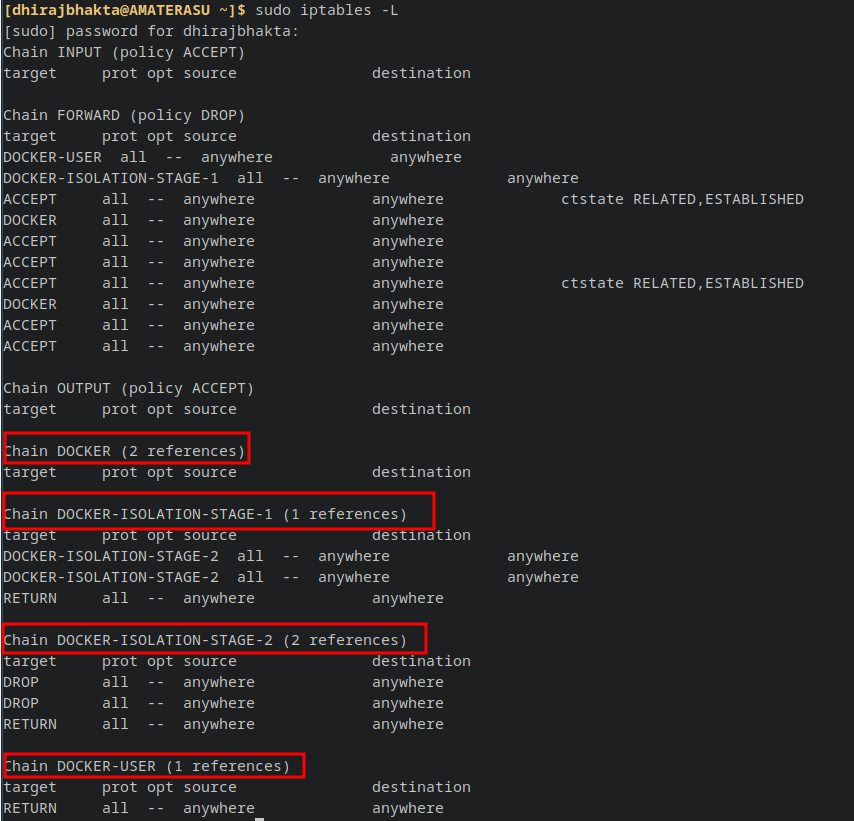 [dhirajbhakta@AMATERASU ~]$ sudo iptables -L
[sudo] password for dhirajbhakta:
Chain INPUT (policy ACCEPT)
target     prot opt source               destination

Chain FORWARD (policy DROP)
target     prot opt source               destination
DOCKER-USER  all  --  anywhere             anywhere
DOCKER-ISOLATION-STAGE-1  all  --  anywhere             anywhere
ACCEPT     all  --  anywhere             anywhere             ctstate RELATED,ESTABLISHED
DOCKER     all  --  anywhere             anywhere
ACCEPT     all  --  anywhere             anywhere
ACCEPT     all  --  anywhere             anywhere
ACCEPT     all  --  anywhere             anywhere             ctstate RELATED,ESTABLISHED
DOCKER     all  --  anywhere             anywhere
ACCEPT     all  --  anywhere             anywhere
ACCEPT     all  --  anywhere             anywhere

Chain OUTPUT (policy ACCEPT)
target     prot opt source               destination

Chain DOCKER (2 references)
target     prot opt source               destination

Chain DOCKER-ISOLATION-STAGE-1 (1 references)
target     prot opt source               destination
DOCKER-ISOLATION-STAGE-2  all  --  anywhere             anywhere
DOCKER-ISOLATION-STAGE-2  all  --  anywhere             anywhere
RETURN     all  --  anywhere             anywhere

Chain DOCKER-ISOLATION-STAGE-2 (2 references)
target     prot opt source               destination
DROP       all  --  anywhere             anywhere
DROP       all  --  anywhere             anywhere
RETURN     all  --  anywhere             anywhere

Chain DOCKER-USER (1 references)
target     prot opt source               destination
RETURN     all  --  anywhere             anywhere